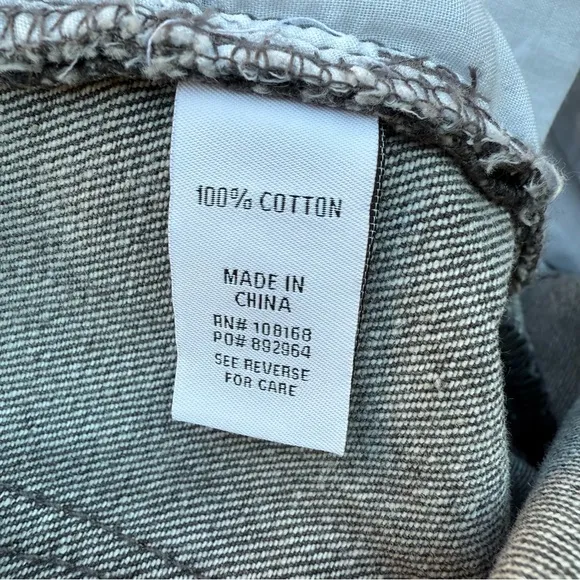 100% COTTON
MADE IN
CHINA
RN# 108168
PO# 892964
SEE REVERSE
FOR CARE